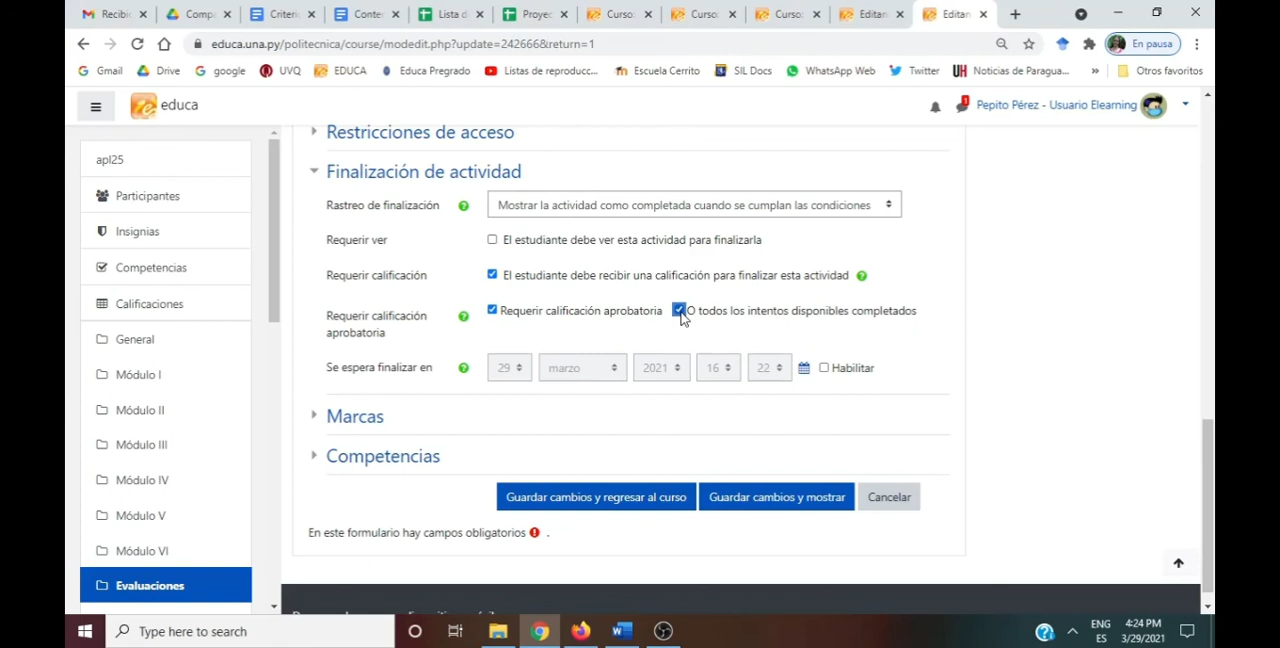 Recibi
Comp
Criteri
Conter
Lista d
Proyec
Curso:
Curso:
Curso:
Editan
Editan
educa.una.py/politecnica/course/modedit.php?update=242666&return=1
En pausa
Gmail
Drive
google
UVQ
EDUCA
Educa Pregrado
Listas de reproducc...
Escuela Cerrito
SIL Docs
WhatsApp Web
Twitter
Noticias de Paragua...
»
Otros favoritos
educa
Pepito Pérez - Usuario Elearning
apl25
Participantes
Insignias
Competencias
Calificaciones
General
Módulo I
Módulo II
Módulo III
Módulo IV
Módulo V
Módulo VI
Evaluaciones
Restricciones de acceso
Finalización de actividad
Rastreo de finalización
Mostrar la actividad como completada cuando se cumplan las condiciones
Requerir ver
El estudiante debe ver esta actividad para finalizarla
Requerir calificación
El estudiante debe recibir una calificación para finalizar esta actividad
Requerir calificación
aprobatoria
Requerir calificación aprobatoria
O todos los intentos disponibles completados
Se espera finalizar en
29 marzo 2021 16 22 Habilitar
Marcas
Competencias
Guardar cambios y regresar al curso
Guardar cambios y mostrar
Cancelar
En este formulario hay campos obligatorios .
Type here to search
ENG
ES
4:24 PM
3/29/2021